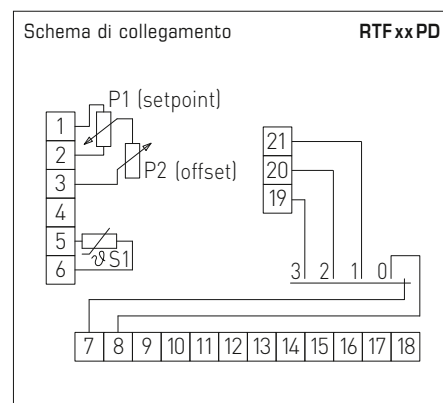 Schema di collegamento RTF xx PD
P1 (setpoint)
P2 (offset)
1
2
3
4
5
6
ϑ S1
21
20
19
3 2 1 0
7 8 9 10 11 12 13 14 15 16 17 18